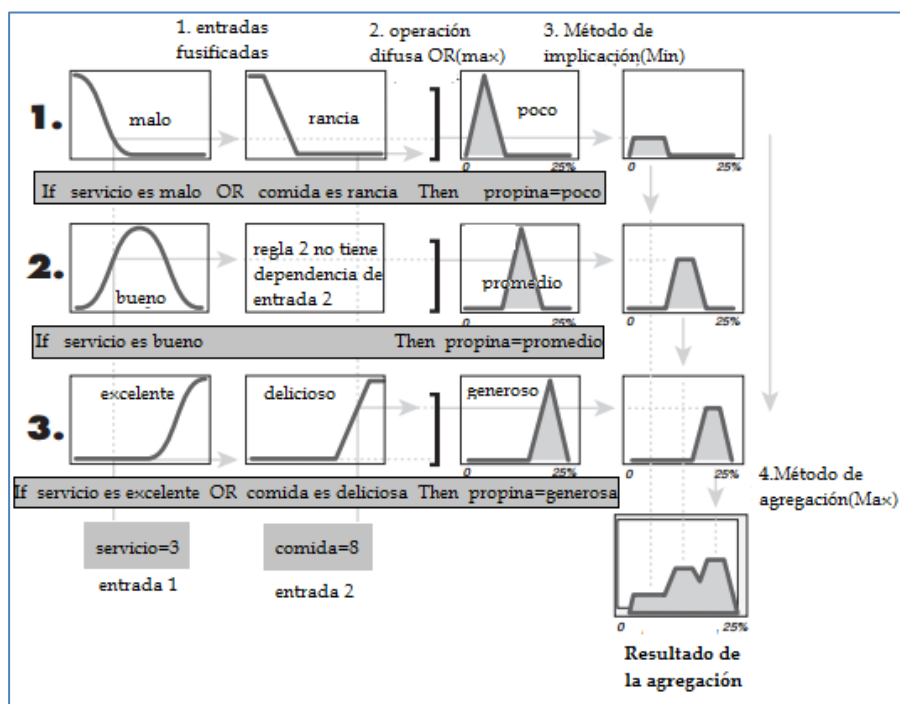 1. entradas
fusificadas
2. operación
difusa OR(max)
3. Método de
implicación(Min)
1.
malo
rancia
poco
0
25%
0
25%
If servicio es malo OR comida es rancia Then propina=poco
2.
bueno
regla 2 no tiene
dependencia de
entrada 2
promedio
0
25%
0
25%
If servicio es bueno Then propina=promedio
3.
excelente
delicioso
generoso
0
25%
0
25%
If servicio es excelente OR comida es deliciosa Then propina=generosa
4.Método de
agregación(Max)
servicio=3
entrada 1
comida=8
entrada 2
0
25%
Resultado de
la agregación